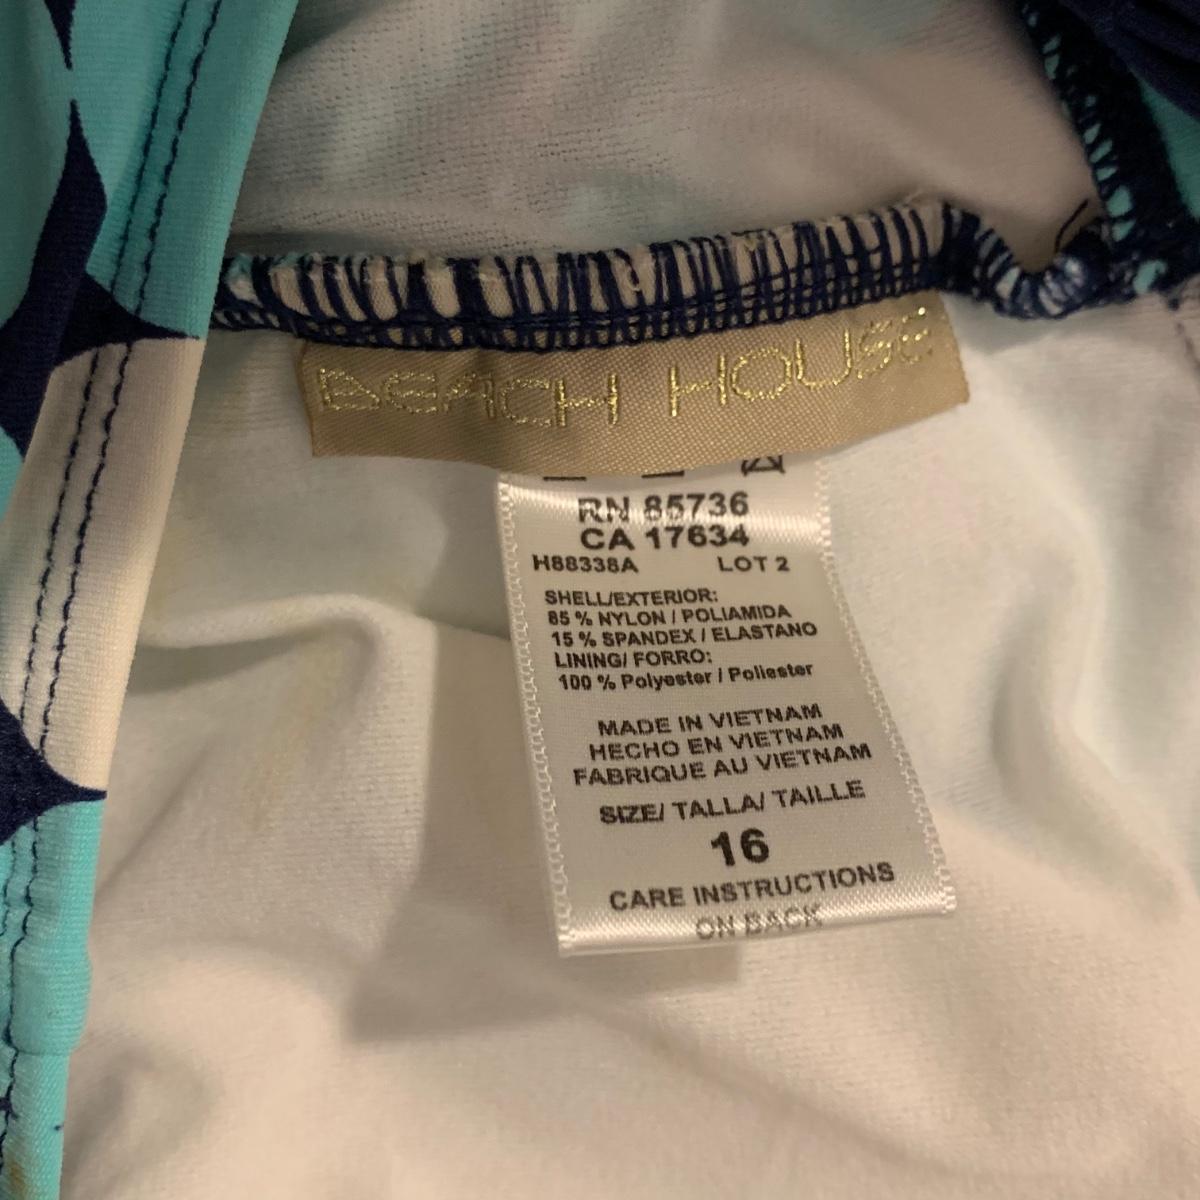 BEACH HOUSE
RN 85736
CA 17634
H88338A LOT 2
SHELL/EXTERIOR:
85 % NYLON / POLIAMIDA
15 % SPANDEX / ELASTANO
LINING/ FORRO:
100 % Polyester / Poliester
MADE IN VIETNAM
HECHO EN VIETNAM
FABRIQUE AU VIETNAM
SIZE/ TALLA/ TAILLE
16
CARE INSTRUCTIONS
ON BACK